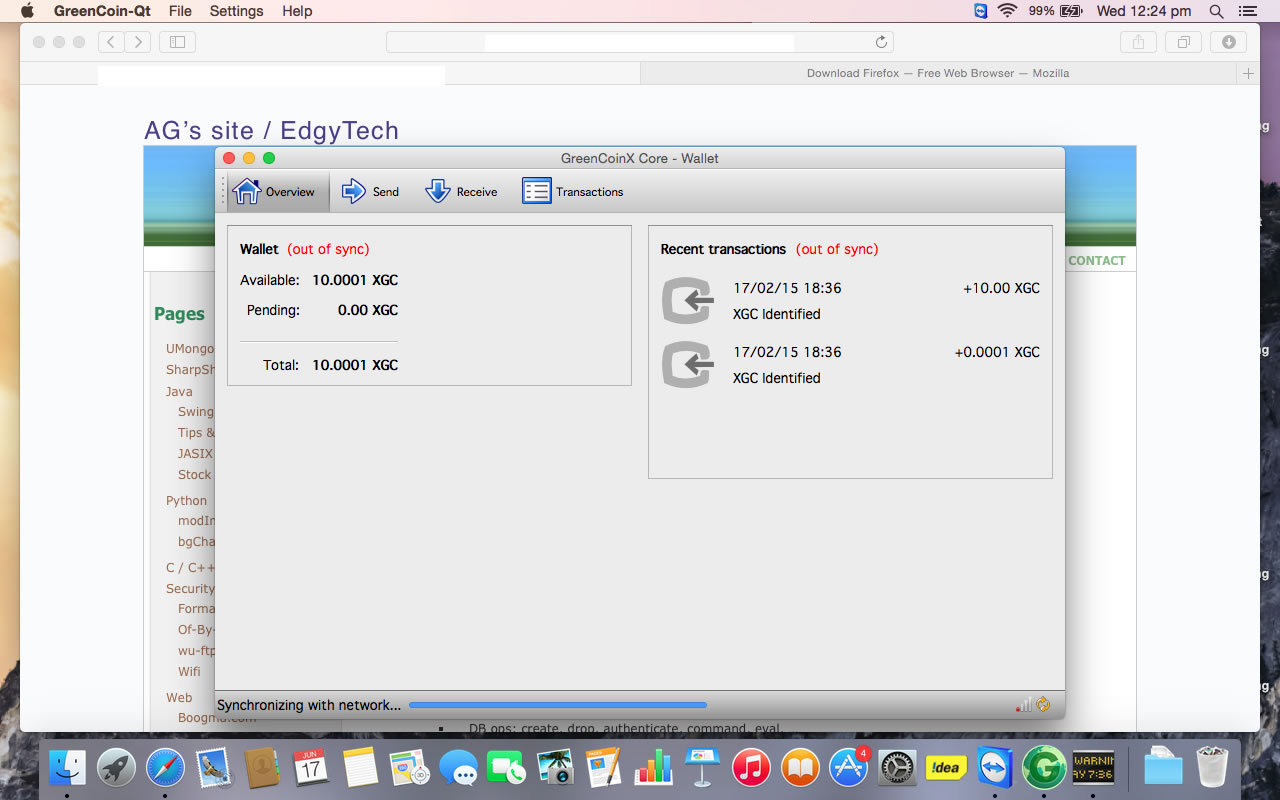 GreenCoin-Qt File Settings Help 99% Wed 12:24 pm
Download Firefox — Free Web Browser — Mozilla
AG's site / EdgyTech
GreenCoinX Core - Wallet
Overview Send Receive Transactions
CONTACT
Wallet (out of sync)
Available: 10.0001 XGC
Pending: 0.00 XGC
Total: 10.0001 XGC
Recent transactions (out of sync)
17/02/15 18:36 +10.00 XGC
XGC Identified
17/02/15 18:36 +0.0001 XGC
XGC Identified
Pages
UMongo
SharpSh
Java
Swing
Tips &
JASIX
Stock
Python
modIn
bgCha
C / C++
Security
Forma
Of-By-
wu-ftp
Wifi
Web
Synchronizing with network...
DB ops: create, drop, authenticate, command, eval,
JUN
17
4
!dea
WARNIN
AY 7:36